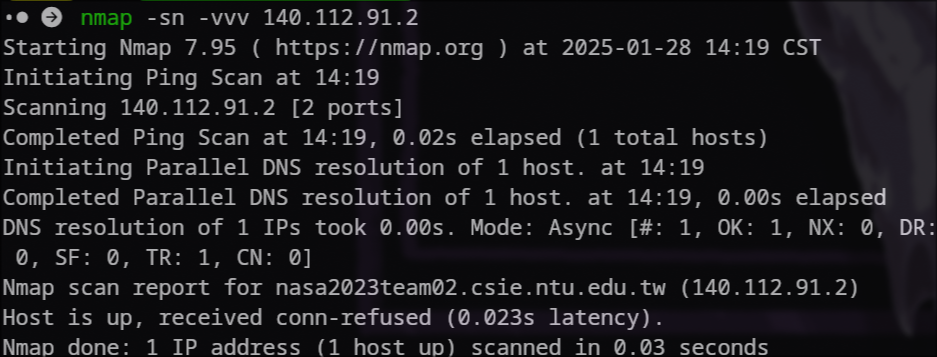 nmap -sn -vvv 140.112.91.2
Starting Nmap 7.95 ( https://nmap.org ) at 2025-01-28 14:19 CST
Initiating Ping Scan at 14:19
Scanning 140.112.91.2 [2 ports]
Completed Ping Scan at 14:19, 0.02s elapsed (1 total hosts)
Initiating Parallel DNS resolution of 1 host. at 14:19
Completed Parallel DNS resolution of 1 host. at 14:19, 0.00s elapsed
DNS resolution of 1 IPs took 0.00s. Mode: Async [#: 1, OK: 1, NX: 0, DR:
0, SF: 0, TR: 1, CN: 0]
Nmap scan report for nasa2023team02.csie.ntu.edu.tw (140.112.91.2)
Host is up, received conn-refused (0.023s latency).
Nmap done: 1 IP address (1 host up) scanned in 0.03 seconds